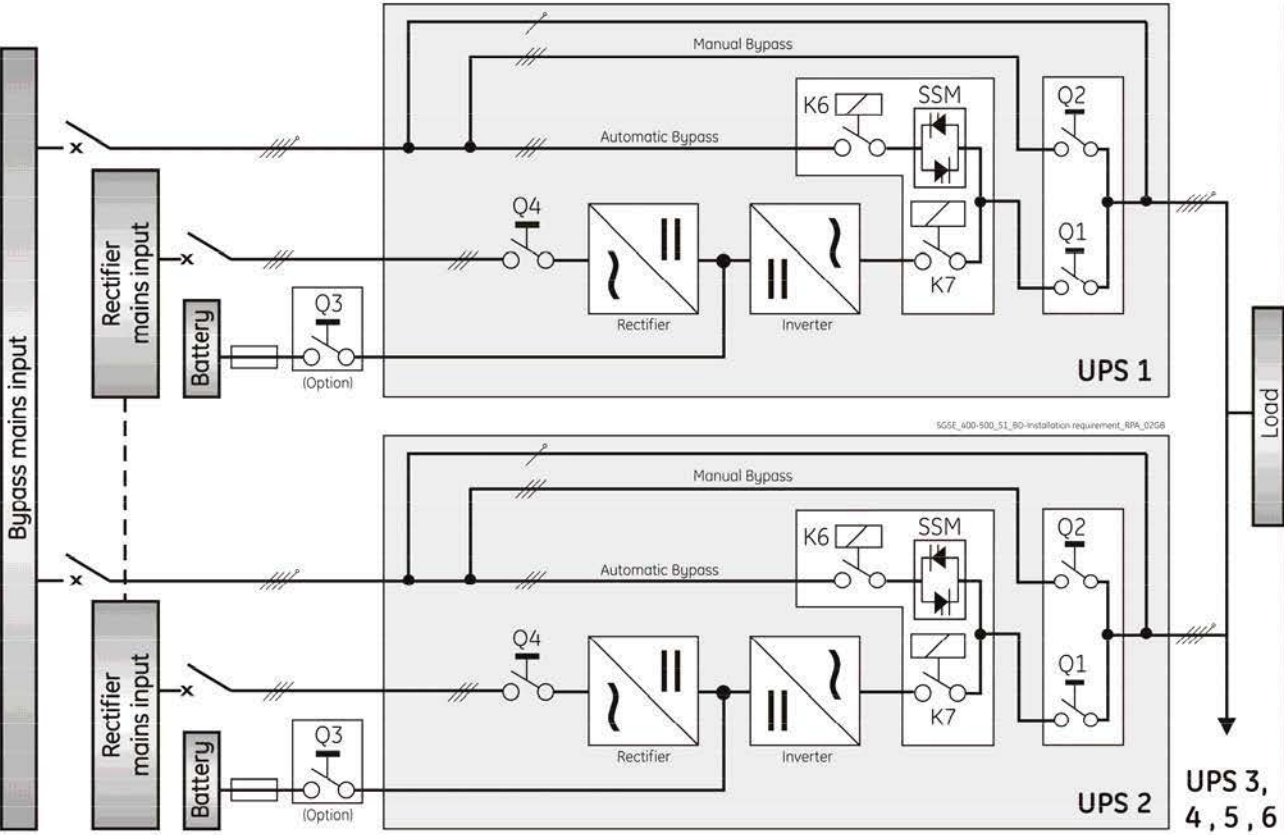 Bypass mains input
Manual Bypass
K6
SSM
Q2
Automatic Bypass
Rectifier
mains input
Q4
Q1
K7
Rectifier
Inverter
Battery
Q3
(Option)
UPS 1
Load
SGSE_400-500_S1_B0-Installation requirement_RPA_02GB
Manual Bypass
K6
SSM
Q2
Automatic Bypass
Rectifier
mains input
Q4
Q1
K7
Rectifier
Inverter
Battery
Q3
(Option)
UPS 2
UPS 3,
4 , 5 , 6